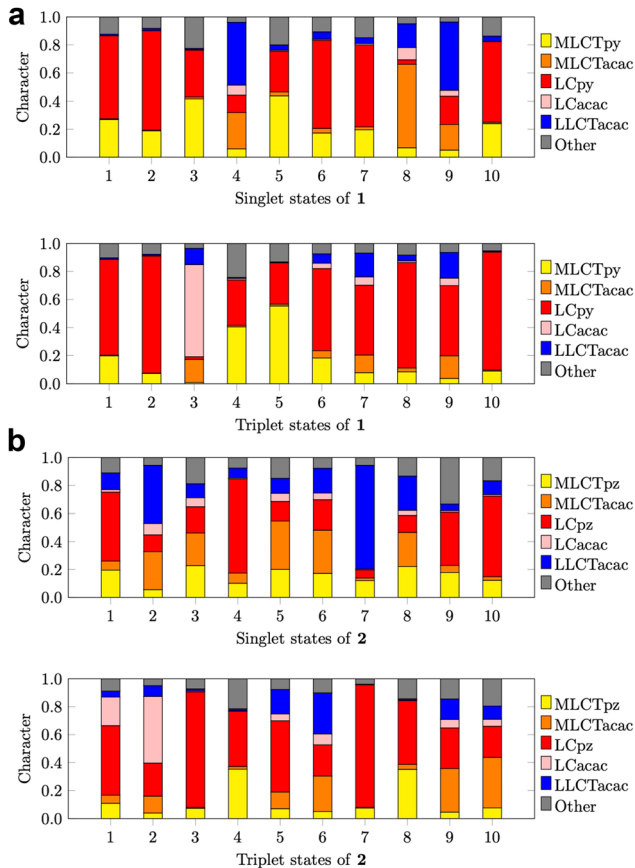 a
Character
1.0
0.8
0.6
0.4
0.2
0.0
1 2 3 4 5 6 7 8 9 10
Singlet states of 1
MLCTpy
MLCTacac
LCpy
LCacac
LLCTacac
Other
Character
1.0
0.8
0.6
0.4
0.2
0.0
1 2 3 4 5 6 7 8 9 10
Triplet states of 1
MLCTpy
MLCTacac
LCpy
LCacac
LLCTacac
Other
b
Character
1.0
0.8
0.6
0.4
0.2
0.0
1 2 3 4 5 6 7 8 9 10
Singlet states of 2
MLCTpz
MLCTacac
LCpz
LCacac
LLCTacac
Other
Character
1.0
0.8
0.6
0.4
0.2
0.0
1 2 3 4 5 6 7 8 9 10
Triplet states of 2
MLCTpz
MLCTacac
LCpz
LCacac
LLCTacac
Other